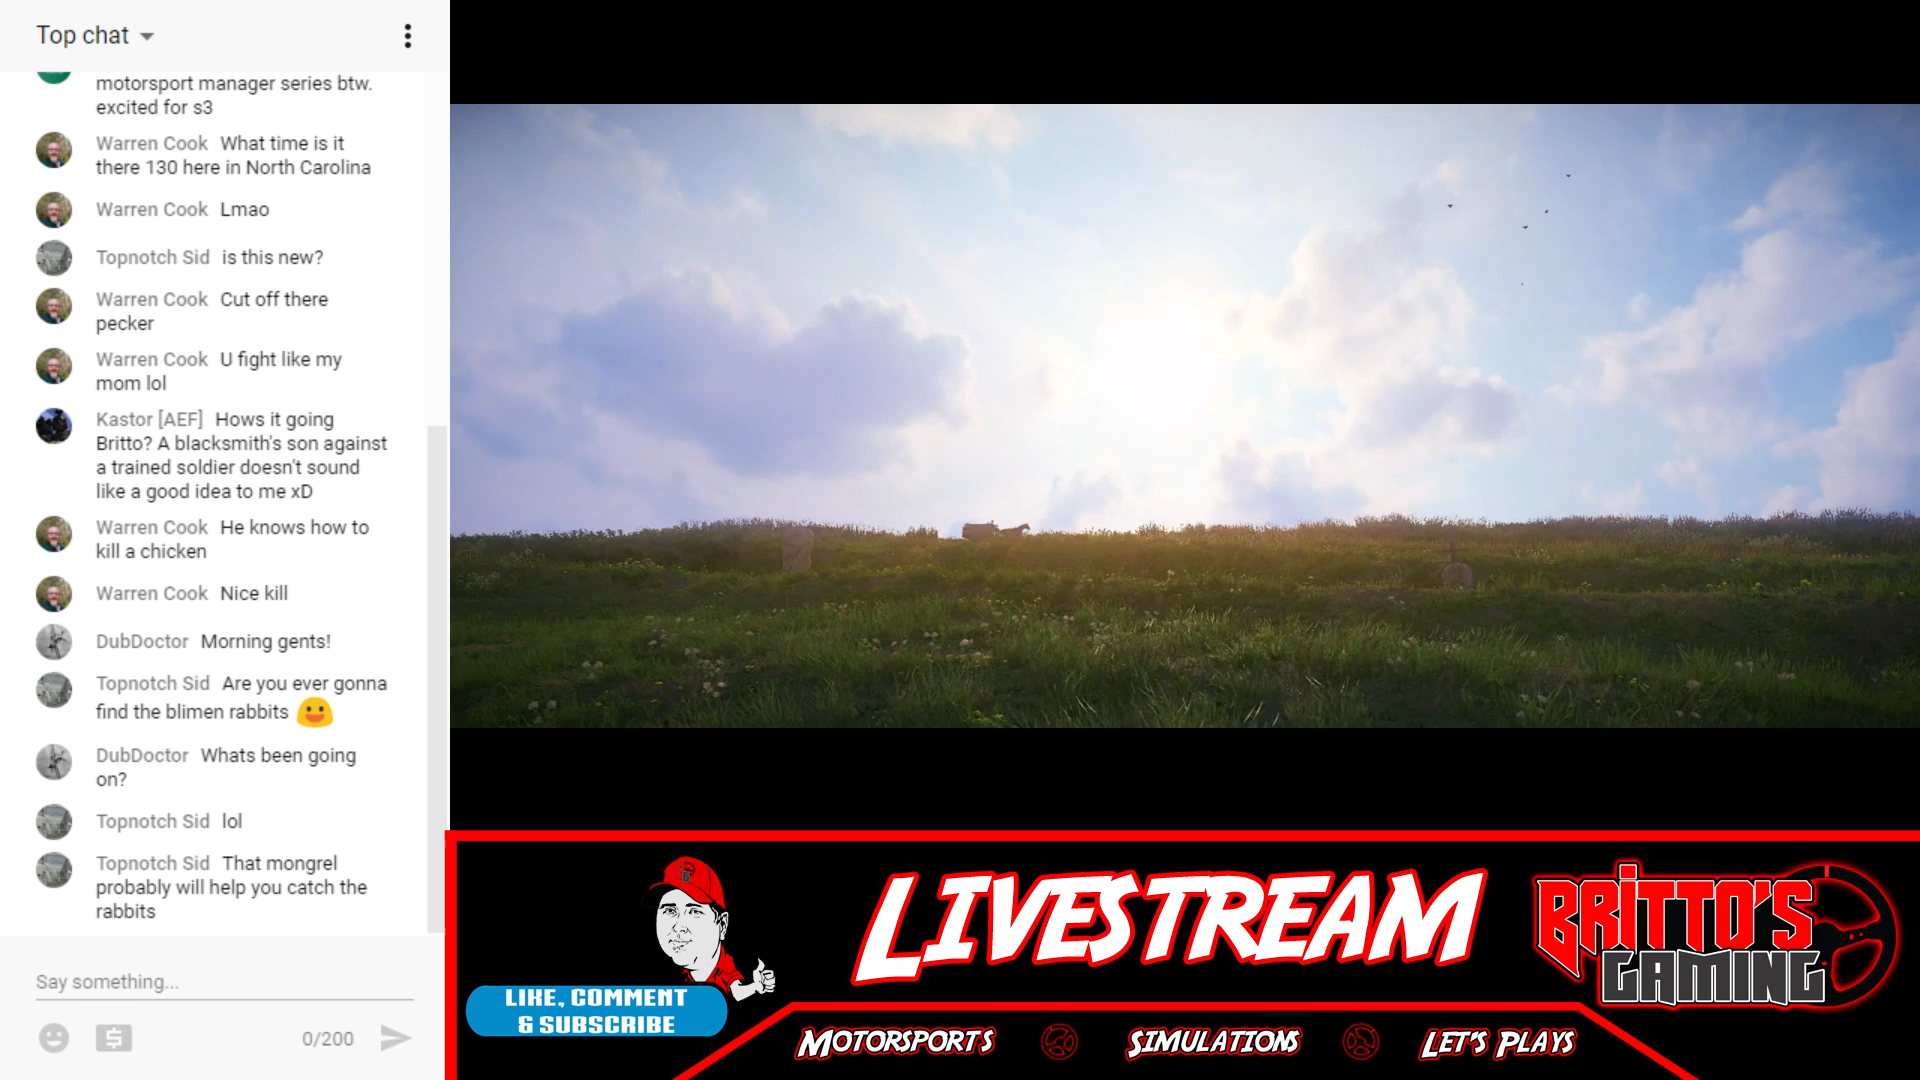 Top chat
motorsport manager series btw.
excited for s3
Warren Cook What time is it
there 130 here in North Carolina
Warren Cook Lmao
Topnotch Sid is this new?
Warren Cook Cut off there
pecker
Warren Cook U fight like my
mom lol
Kastor [AEF] Hows it going
Britto? A blacksmith's son against
a trained soldier doesn't sound
like a good idea to me xD
Warren Cook He knows how to
kill a chicken
Warren Cook Nice kill
DubDoctor Morning gents!
Topnotch Sid Are you ever gonna
find the blimen rabbits
DubDoctor Whats been going
on?
Topnotch Sid lol
Topnotch Sid That mongrel
probably will help you catch the
rabbits
Say something...
0/200
LIKE, COMMENT
& SUBSCRIBE
LIVESTREAM
BRITTO'S
GAMING
MOTORSPORTS
SIMULATIONS
LET'S PLAYS